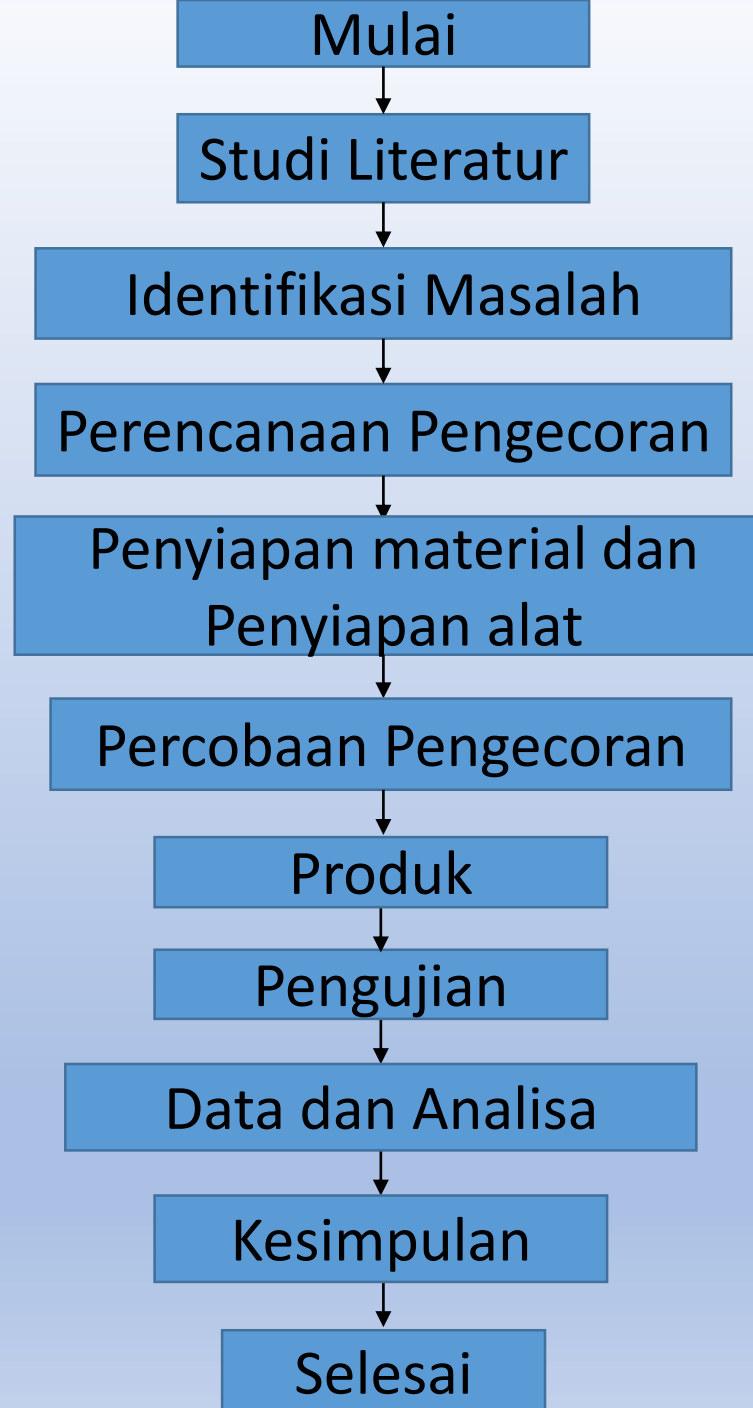 Mulai
Studi Literatur
Identifikasi Masalah
Perencanaan Pengecoran
Penyiapan material dan
Penyiapan alat
Percobaan Pengecoran
Produk
Pengujian
Data dan Analisa
Kesimpulan
Selesai